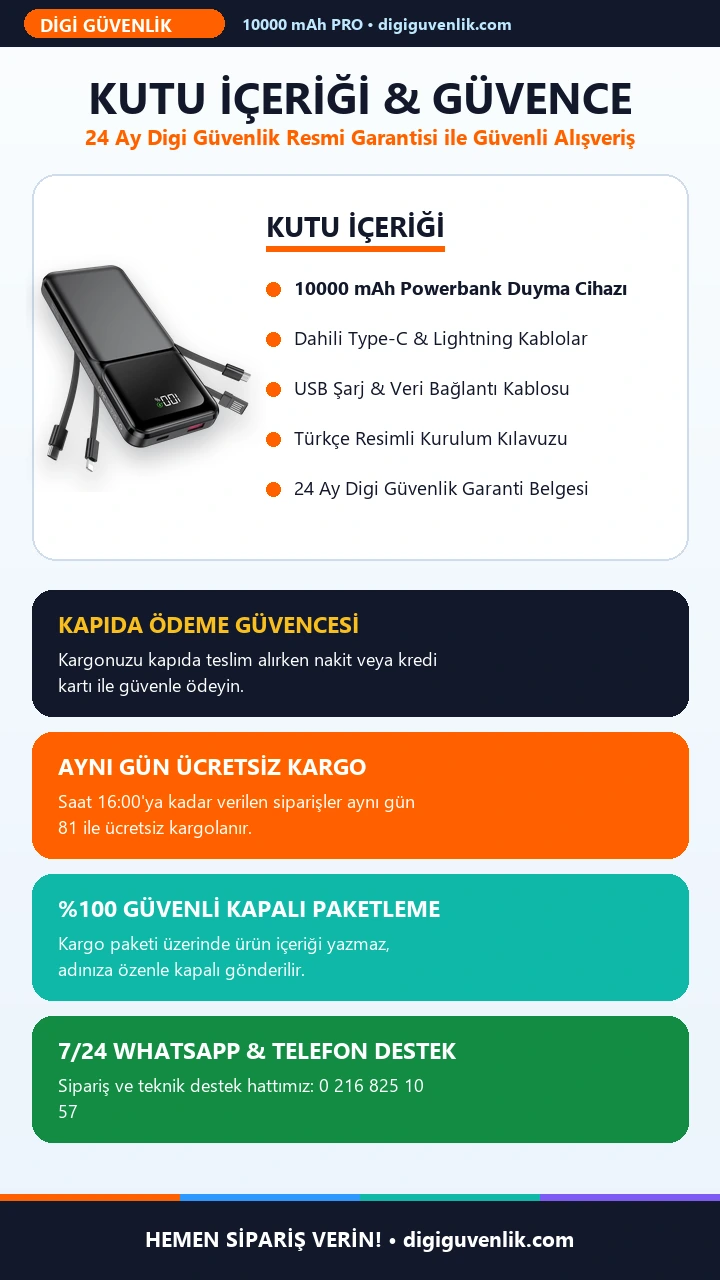 DİGİ GÜVENLİK
10000 mAh PRO • digiguvenlik.com
KUTU İÇERİĞİ & GÜVENCE
24 Ay Digi Güvenlik Resmi Garantisi ile Güvenli Alışveriş
KUTU İÇERİĞİ
10000 mAh Powerbank Duyma Cihazı
Dahili Type-C & Lightning Kablolar
USB Şarj & Veri Bağlantı Kablosu
Türkçe Resimli Kurulum Kılavuzu
24 Ay Digi Güvenlik Garanti Belgesi
KAPIDA ÖDEME GÜVENCESİ
Kargonuzu kapıda teslim alırken nakit veya kredi
kartı ile güvenle ödeyin.
AYNI GÜN ÜCRETSİZ KARGO
Saat 16:00'ya kadar verilen siparişler aynı gün
81 ile ücretsiz kargolanır.
%100 GÜVENLİ KAPALI PAKETLEME
Kargo paketi üzerinde ürün içeriği yazmaz,
adınıza özenle kapalı gönderilir.
7/24 WHATSAPP & TELEFON DESTEK
Sipariş ve teknik destek hattımız: 0 216 825 10
57
HEMEN SİPARİŞ VERİN! • digiguvenlik.com